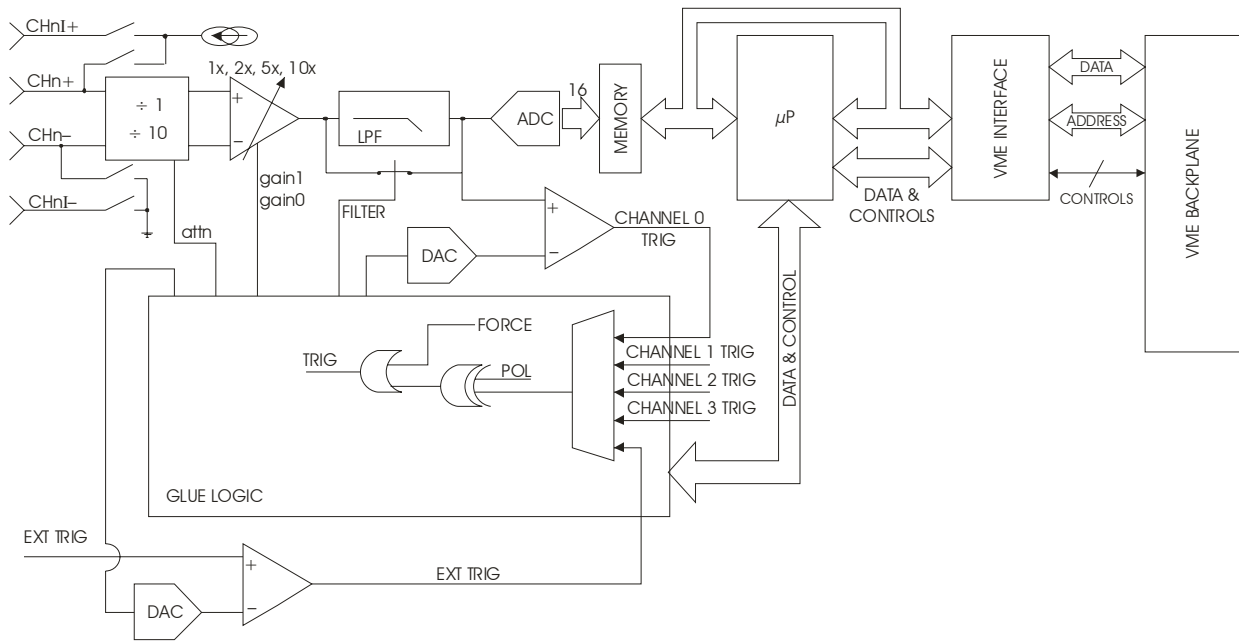 CHnI+
CHn+
1x, 2x, 5x, 10x
÷ 1
÷ 10
+
−
LPF
ADC
16
MEMORY
µP
VME INTERFACE
DATA
ADDRESS
CONTROLS
VME BACKPLANE
CHn−
CHnI−
attn
gain1
gain0
FILTER
DATA &
CONTROLS
+
−
CHANNEL 0
TRIG
DAC
DATA & CONTROL
FORCE
TRIG
POL
CHANNEL 1 TRIG
CHANNEL 2 TRIG
CHANNEL 3 TRIG
GLUE LOGIC
EXT TRIG
+
−
EXT TRIG
DAC